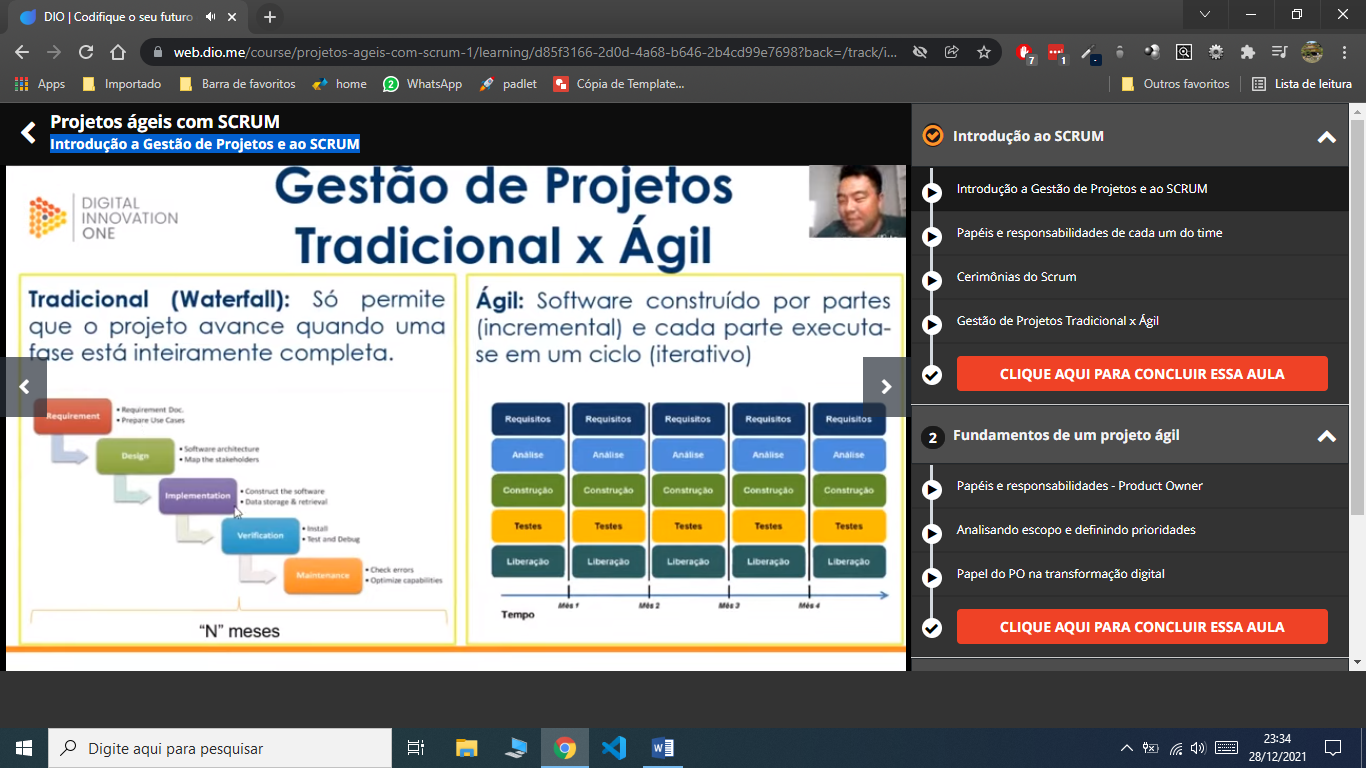 DIO | Codifique o seu futuro
web.dio.me/course/projetos-ageis-com-scrum-1/learning/d85f3166-2d0d-4a68-b646-2b4cd99e7698?back=/track/i...
7
1
Apps
Importado
Barra de favoritos
home
2
WhatsApp
padlet
Cópia de Template...
Outros favoritos
Lista de leitura
Projetos ágeis com SCRUM
Introdução a Gestão de Projetos e ao SCRUM
DIGITAL
INNOVATION
ONE
Gestão de Projetos
Tradicional x Ágil
Tradicional (Waterfall): Só permite
que o projeto avance quando uma
fase está inteiramente completa.
Requirement
• Requirement Doc.
• Prepare Use Cases
Design
• Software architecture
• Map the stakeholders
Implementation
• Construct the software
• Data storage & retrieval
Verification
• Install
• Test and Debug
Maintenance
• Check errors
• Optimize capabilities
“N” meses
Ágil: Software construído por partes
(incremental) e cada parte executa-
se em um ciclo (iterativo)
Requisitos Requisitos Requisitos Requisitos Requisitos
Análise Análise Análise Análise Análise
Construção Construção Construção Construção Construção
Testes Testes Testes Testes Testes
Liberação Liberação Liberação Liberação Liberação
Mês 1 Mês 2 Mês 3 Mês 4
Tempo
Introdução ao SCRUM
Introdução a Gestão de Projetos e ao SCRUM
Papéis e responsabilidades de cada um do time
Cerimônias do Scrum
Gestão de Projetos Tradicional x Ágil
CLIQUE AQUI PARA CONCLUIR ESSA AULA
2 Fundamentos de um projeto ágil
Papéis e responsabilidades - Product Owner
Analisando escopo e definindo prioridades
Papel do PO na transformação digital
CLIQUE AQUI PARA CONCLUIR ESSA AULA
Digite aqui para pesquisar
23:34
28/12/2021